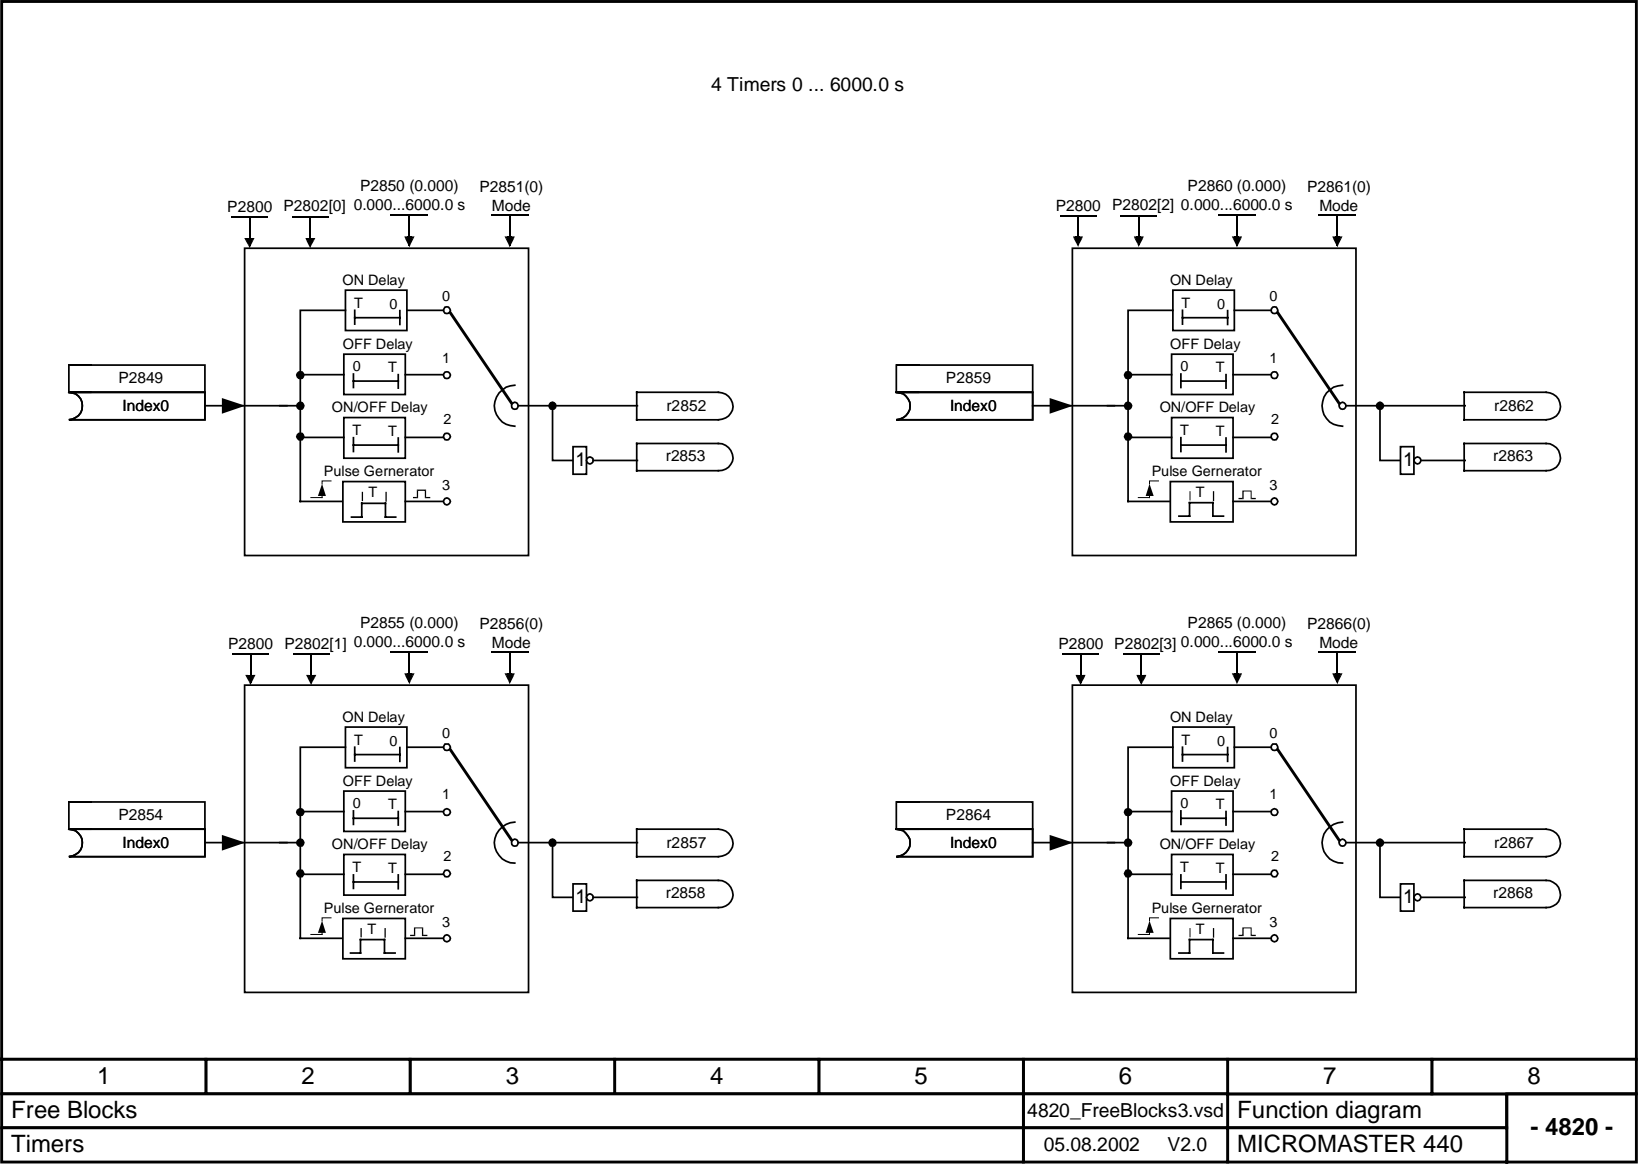 4 Timers 0 ... 6000.0 s
P2800
P2802[0]
P2850 (0.000)
0.000...6000.0 s
P2851(0)
Mode
ON Delay
T 0
0
OFF Delay
0 T
1
P2849
Index0
ON/OFF Delay
T T
2
Pulse Gernerator
T
3
r2852
1
r2853
P2800
P2802[2]
P2860 (0.000)
0.000...6000.0 s
P2861(0)
Mode
ON Delay
T 0
0
OFF Delay
0 T
1
P2859
Index0
ON/OFF Delay
T T
2
Pulse Gernerator
T
3
r2862
1
r2863
P2800
P2802[1]
P2855 (0.000)
0.000...6000.0 s
P2856(0)
Mode
ON Delay
T 0
0
OFF Delay
0 T
1
P2854
Index0
ON/OFF Delay
T T
2
Pulse Gernerator
T
3
r2857
1
r2858
P2800
P2802[3]
P2865 (0.000)
0.000...6000.0 s
P2866(0)
Mode
ON Delay
T 0
0
OFF Delay
0 T
1
P2864
Index0
ON/OFF Delay
T T
2
Pulse Gernerator
T
3
r2867
1
r2868
1 2 3 4 5 6 7 8
Free Blocks
4820_FreeBlocks3.vsd
Function diagram
- 4820 -
Timers
05.08.2002 V2.0
MICROMASTER 440